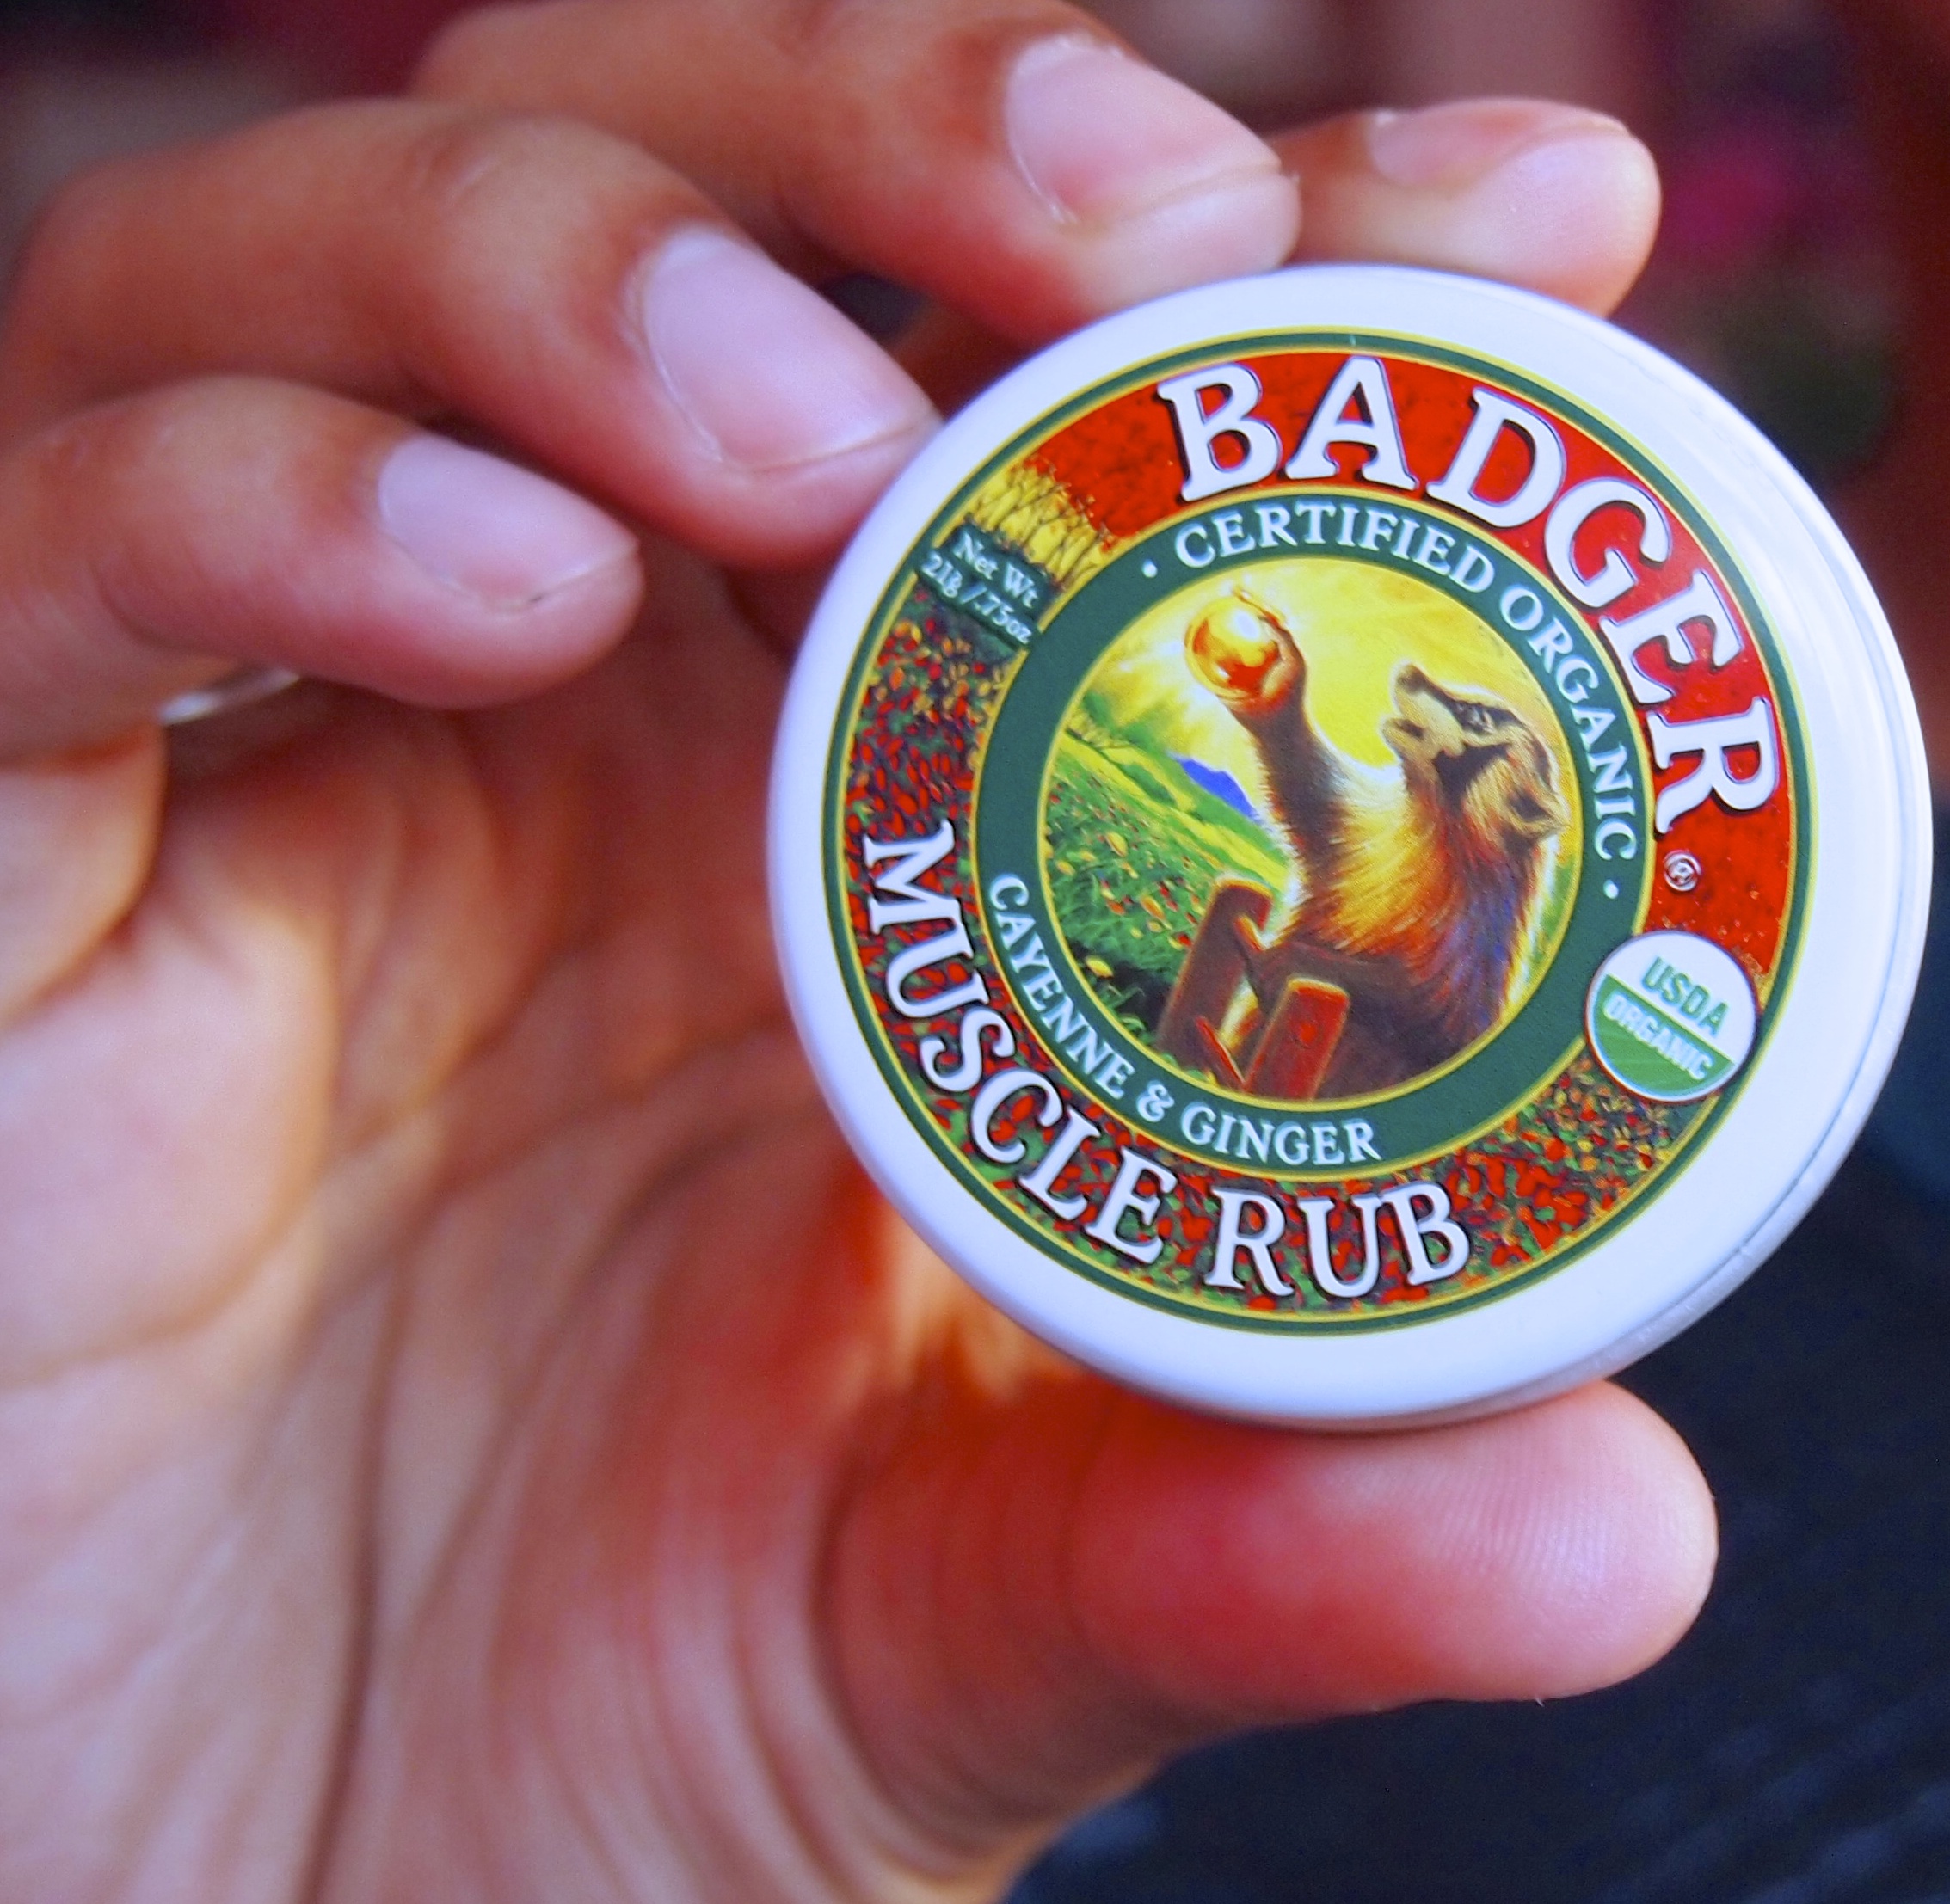 BADGER®
• CERTIFIED ORGANIC •
Net Wt
21g /.75oz
CAYENNE & GINGER
MUSCLE RUB
USDA
ORGANIC